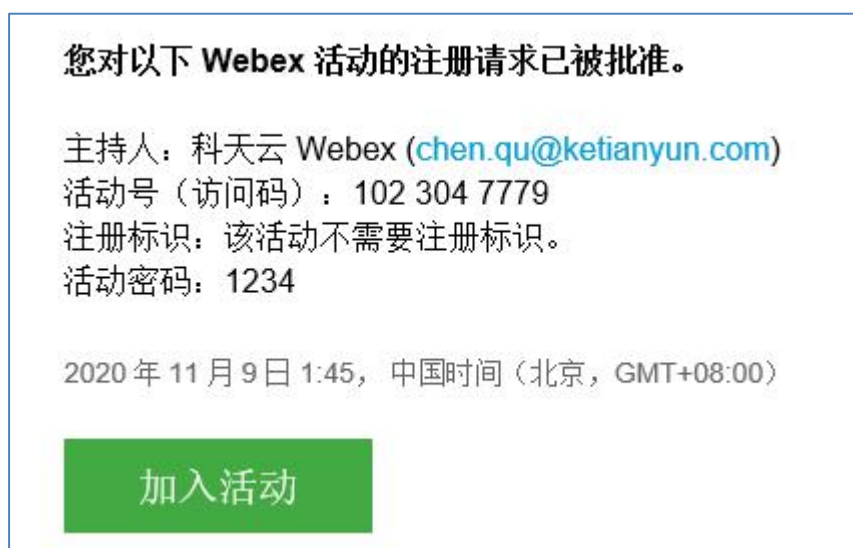 您对以下 Webex 活动的注册请求已被批准。
主持人：科天云 Webex (chen.qu@ketianyun.com)
活动号（访问码）：102 304 7779
注册标识：该活动不需要注册标识。
活动密码：1234
2020 年 11 月 9 日 1:45， 中国时间（北京，GMT+08:00）
加入活动